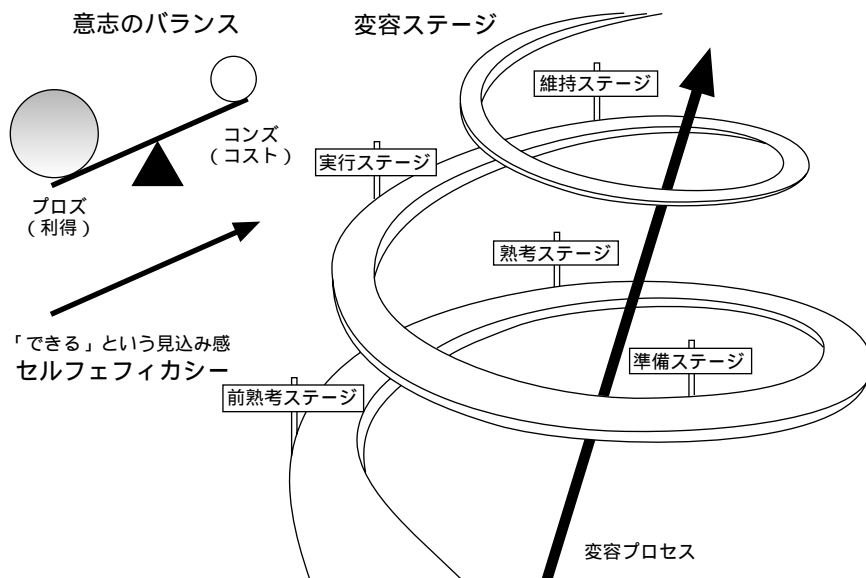 意志のバランス
コンズ
（コスト）
プロズ
（利得）
「できる」という見込み感
セルフェフィカシー
変容ステージ
維持ステージ
実行ステージ
熟考ステージ
準備ステージ
前熟考ステージ
変容プロセス